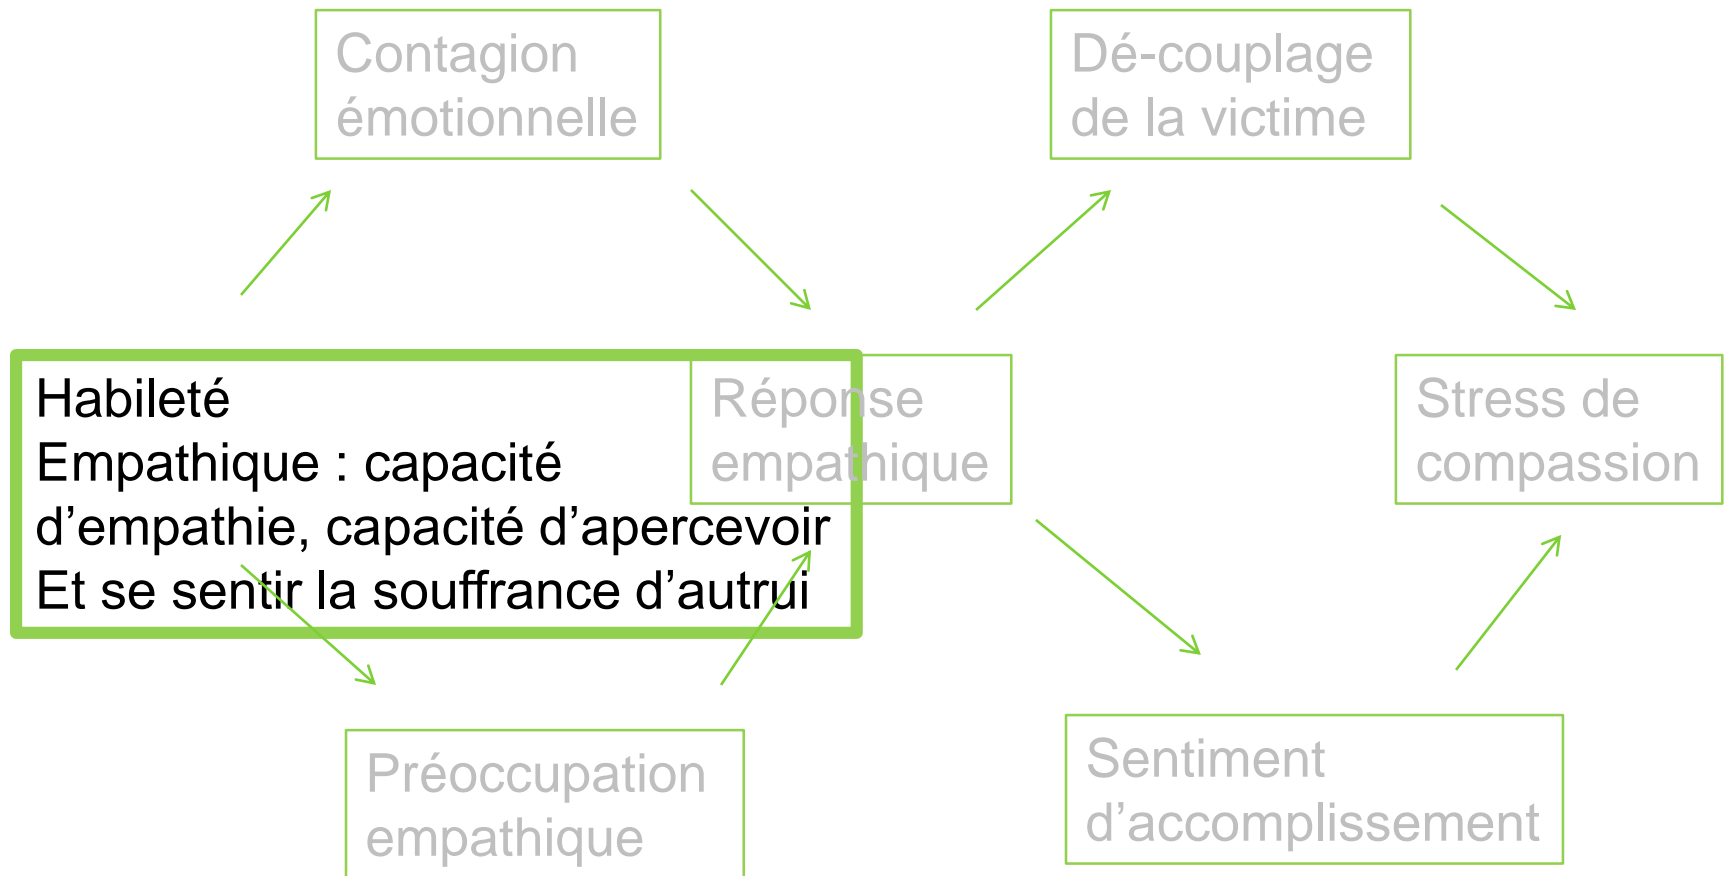 Contagion
émotionnelle
Dé-couplage
de la victime
Habileté
Empathique : capacité
d’empathie, capacité d’apercevoir
Et se sentir la souffrance d’autrui
Réponse
empathique
Stress de
compassion
Préoccupation
empathique
Sentiment
d’accomplissement